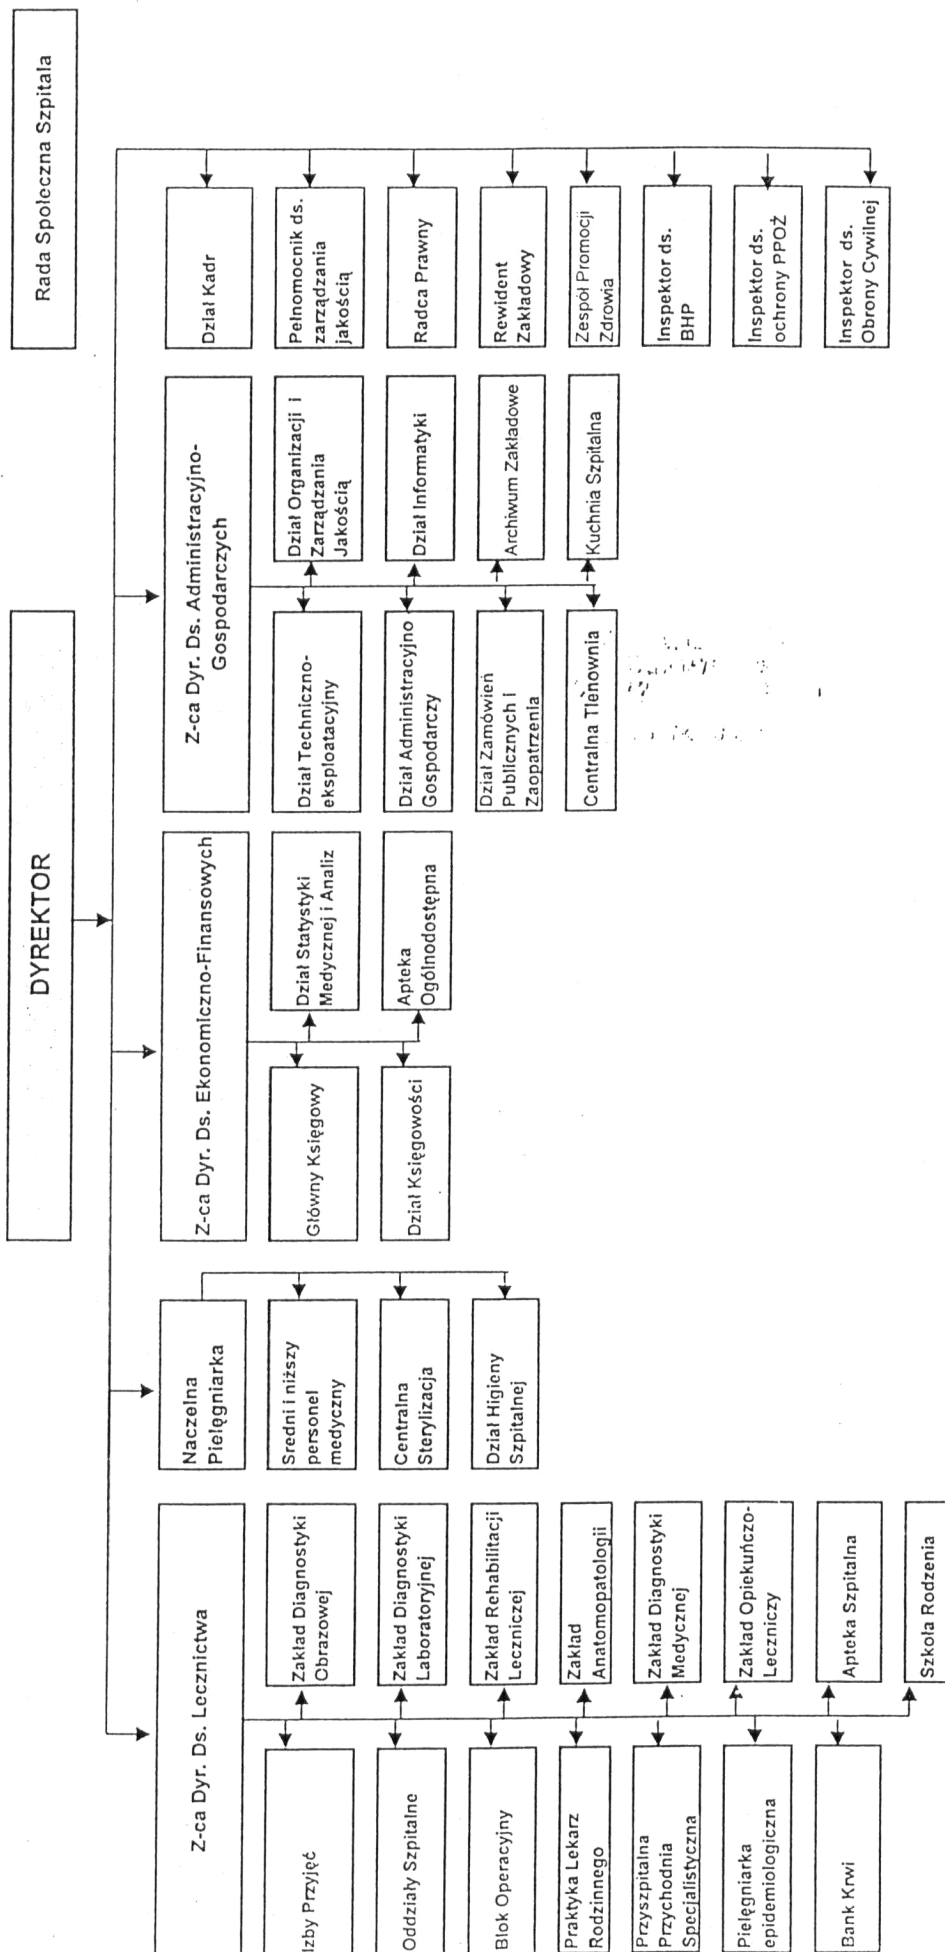 Rada Społeczna Szpitala
DYREKTOR
Z-ca Dyr. Ds. Lecznictwa
Izby Przyjęć
Oddziały Szpitalne
Blok Operacyjny
Praktyka Lekarz
Rodzinnego
Przyszpitalna
Przychodnia
Specjalistyczna
Pielęgniarka
epidemiologiczna
Bank Krwi
Zakład Diagnostyki
Obrazowej
Zakład Diagnostyki
Laboratoryjnej
Zakład Rehabilitacji
Leczniczej
Zakład
Anatomopatologii
Zakład Diagnostyki
Medycznej
Zakład Opiekuńczo-
Leczniczy
Apteka Szpitalna
Szkoła Rodzenia
Naczelna
Pielęgniarka
Sredni i niższy
personel
medyczny
Centralna
Sterylizacja
Dział Higieny
Szpitalnej
Z-ca Dyr. Ds. Ekonomiczno-Finansowych
Główny Księgowy
Dział Księgowości
Dział Statystyki
Medycznej i Analiz
Apteka
Ogólnodostępna
Z-ca Dyr. Ds. Administracyjno-
Gospodarczych
Dział Techniczno-
eksploatacyjny
Dział Administracyjno
Gospodarczy
Dział Zamówień
Publicznych I
Zaopatrzenia
Centralna Tlenownia
Dział Organizacji I
Zarządzania
Jakością
Dział Informatyki
Archiwum Zakładowe
Kuchnia Szpitalna
Dział Kadr
Pełnomocnik ds.
zarządzania
jakością
Radca Prawny
Rewident
Zakładowy
Zespół Promocji
Zdrowia
Inspektor ds.
BHP
Inspektor ds.
ochrony PPOŻ
Inspektor ds.
Obrony Cywilnej